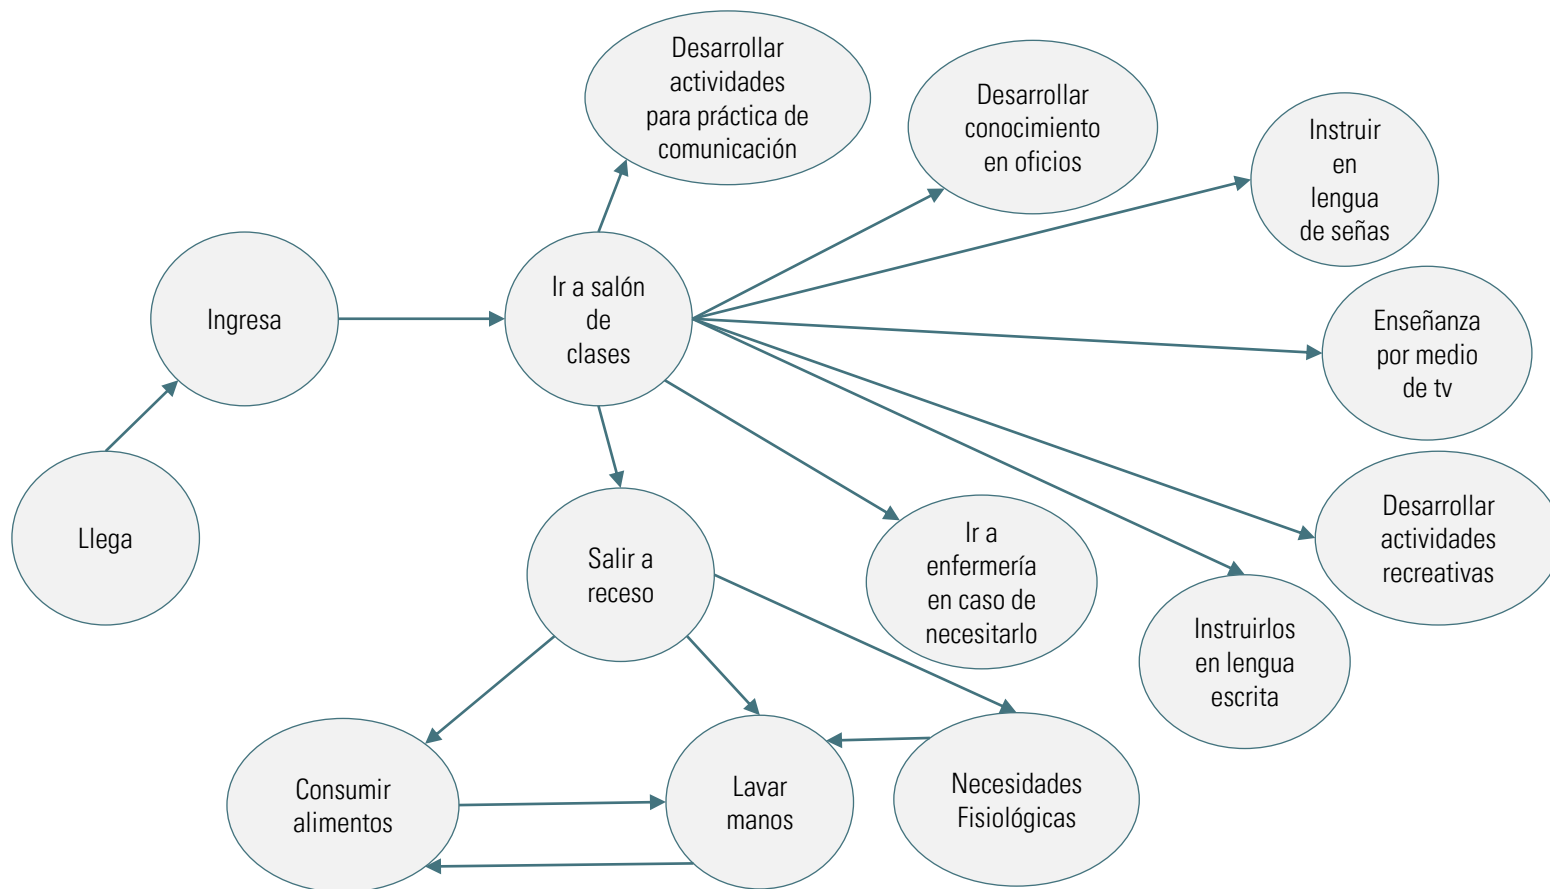 Desarrollar
actividades
para práctica de
comunicación
Desarrollar
conocimiento
en oficios
Instruir
en
lengua
de señas
Ingresa
Ir a salón
de
clases
Enseñanza
por medio
de tv
Llega
Salir a
receso
Ir a
enfermería
en caso de
necesitarlo
Desarrollar
actividades
recreativas
Instruirlos
en lengua
escrita
Consumir
alimentos
Lavar
manos
Necesidades
Fisiológicas